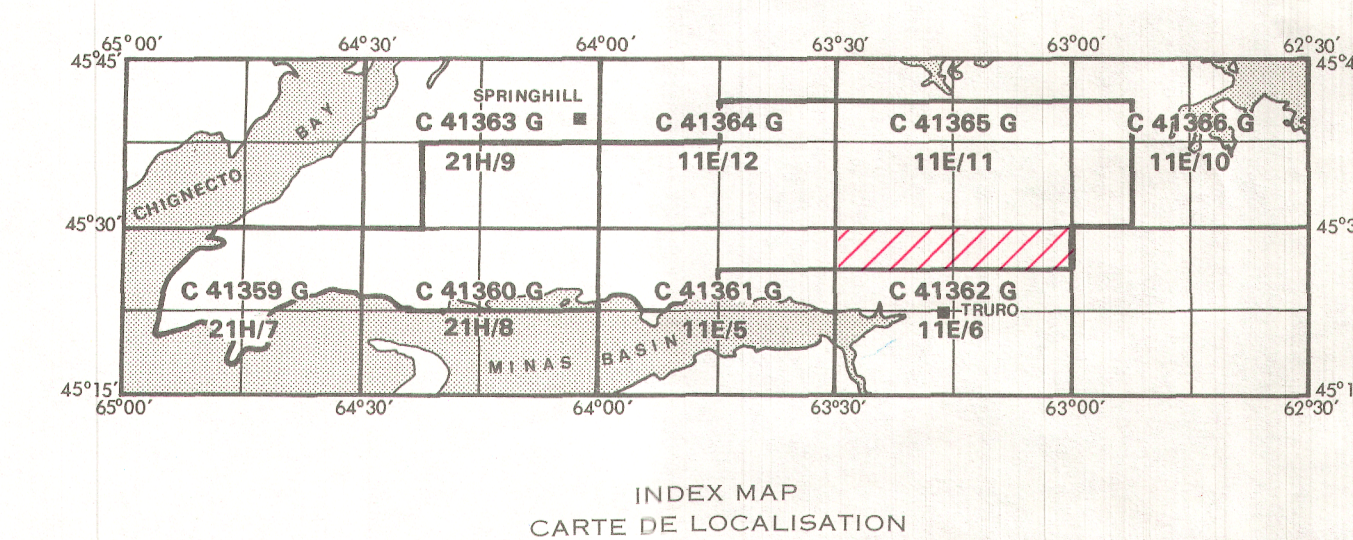 65°00′ 64°30′ 64°00′ 63°30′ 63°00′ 62°30′
45°45′ 45°4
SPRINGHILL
BAY
C 41363 G C 41364 G C 41365 G C 41366 G
21H/9 11E/12 11E/11 11E/10
CHIGNECTO
45°30′ 45°3
C 41359 G C 41360 G C 41361 G C 41362 G
TRURO
21H/7 21H/8 11E/5 11E/6
MINAS BASIN
45°15′ 45°1
65°00′ 64°30′ 64°00′ 63°30′ 63°00′ 62°30′
INDEX MAP
CARTE DE LOCALISATION